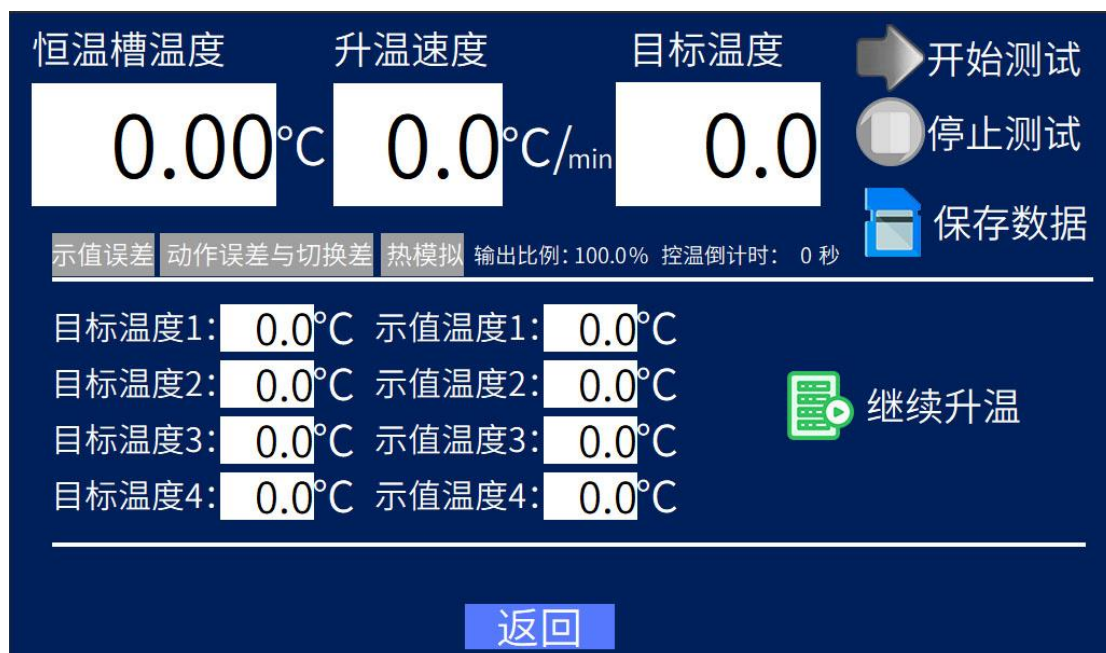 恒温槽温度 升温速度 目标温度 开始测试
0.00°C 0.0°C/min 0.0 停止测试
保存数据
示值误差 动作误差与切换差 热模拟 输出比例：100.0% 控温倒计时： 0 秒
目标温度1： 0.0°C 示值温度1： 0.0°C
目标温度2： 0.0°C 示值温度2： 0.0°C
继续升温
目标温度3： 0.0°C 示值温度3： 0.0°C
目标温度4： 0.0°C 示值温度4： 0.0°C
返回